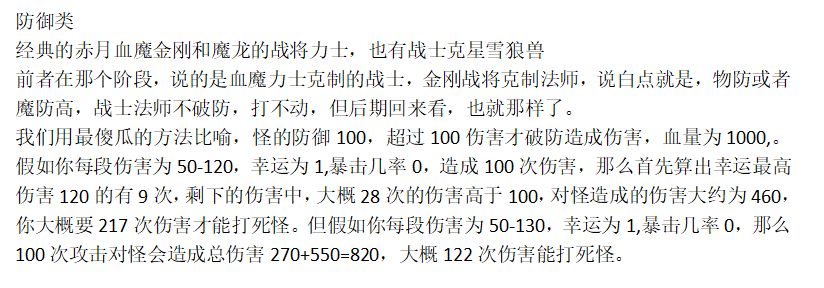 防御类
经典的赤月血魔金刚和魔龙的战将力士，也有战士克星雪狼兽
前者在那个阶段，说的是血魔力士克制的战士，金刚战将克制法师，说白点就是，物防或者
魔防高，战士法师不破防，打不动，但后期回来看，也就那样了。
我们用最傻瓜的方法比喻，怪的防御 100，超过 100 伤害才破防造成伤害，血量为 1000,。
假如你每段伤害为 50-120，幸运为 1,暴击几率 0，造成 100 次伤害，那么首先算出幸运最高
伤害 120 的有 9 次，剩下的伤害中，大概 28 次的伤害高于 100，对怪造成的伤害大约为 460，
你大概要 217 次伤害才能打死怪。但假如你每段伤害为 50-130，幸运为 1,暴击几率 0，那么
100 次攻击对怪会造成总伤害 270+550=820，大概 122 次伤害能打死怪。